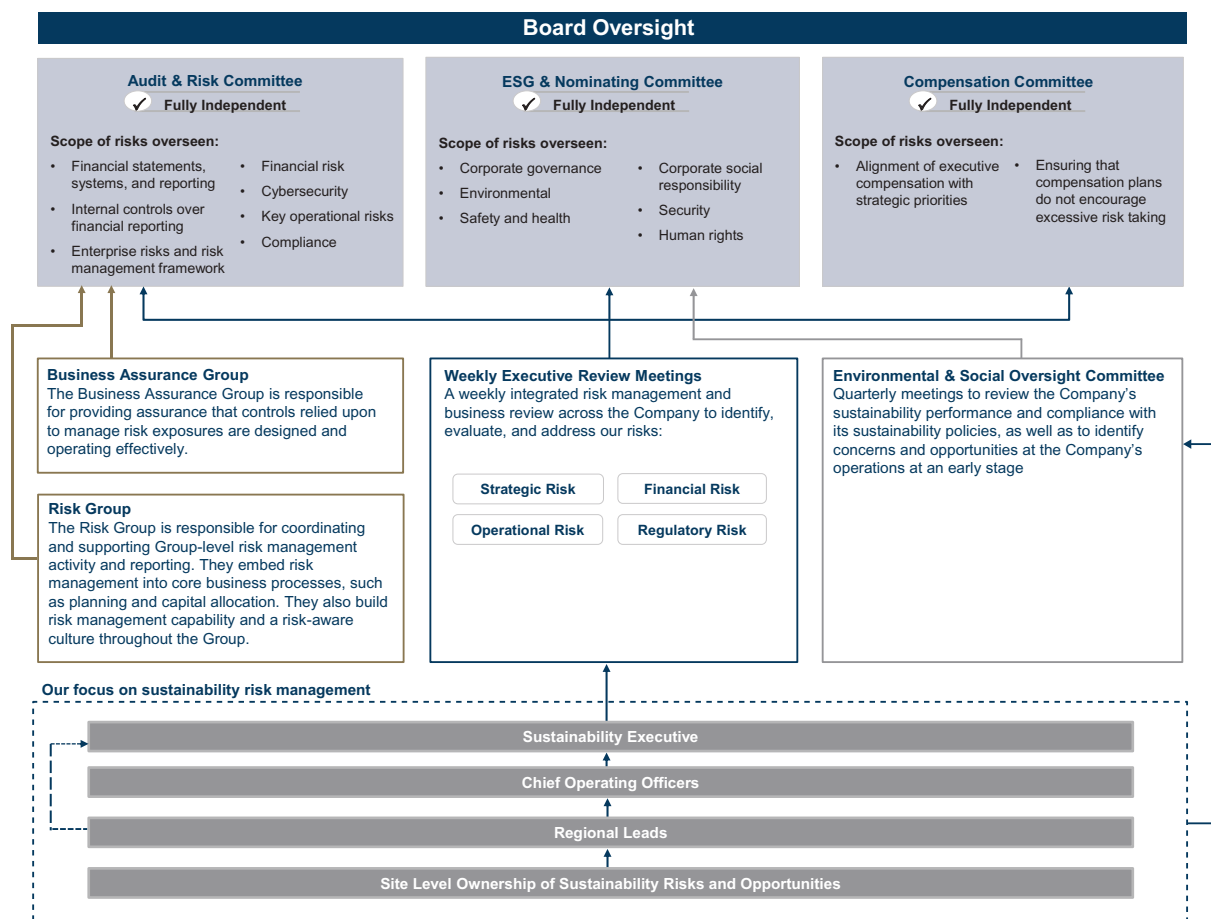 Board Oversight
Audit & Risk Committee
✓ Fully Independent
Scope of risks overseen:
• Financial statements,
systems, and reporting
• Internal controls over
financial reporting
• Enterprise risks and risk
management framework
• Financial risk
• Cybersecurity
• Key operational risks
• Compliance
ESG & Nominating Committee
✓ Fully Independent
Scope of risks overseen:
• Corporate governance
• Environmental
• Safety and health
• Corporate social
responsibility
• Security
• Human rights
Compensation Committee
✓ Fully Independent
Scope of risks overseen:
• Alignment of executive
compensation with
strategic priorities
• Ensuring that
compensation plans
do not encourage
excessive risk taking
Business Assurance Group
The Business Assurance Group is responsible
for providing assurance that controls relied upon
to manage risk exposures are designed and
operating effectively.
Risk Group
The Risk Group is responsible for coordinating
and supporting Group-level risk management
activity and reporting. They embed risk
management into core business processes, such
as planning and capital allocation. They also build
risk management capability and a risk-aware
culture throughout the Group.
Weekly Executive Review Meetings
A weekly integrated risk management and
business review across the Company to identify,
evaluate, and address our risks:
Strategic Risk
Financial Risk
Operational Risk
Regulatory Risk
Environmental & Social Oversight Committee
Quarterly meetings to review the Company's
sustainability performance and compliance with
its sustainability policies, as well as to identify
concerns and opportunities at the Company's
operations at an early stage
Our focus on sustainability risk management
Sustainability Executive
Chief Operating Officers
Regional Leads
Site Level Ownership of Sustainability Risks and Opportunities